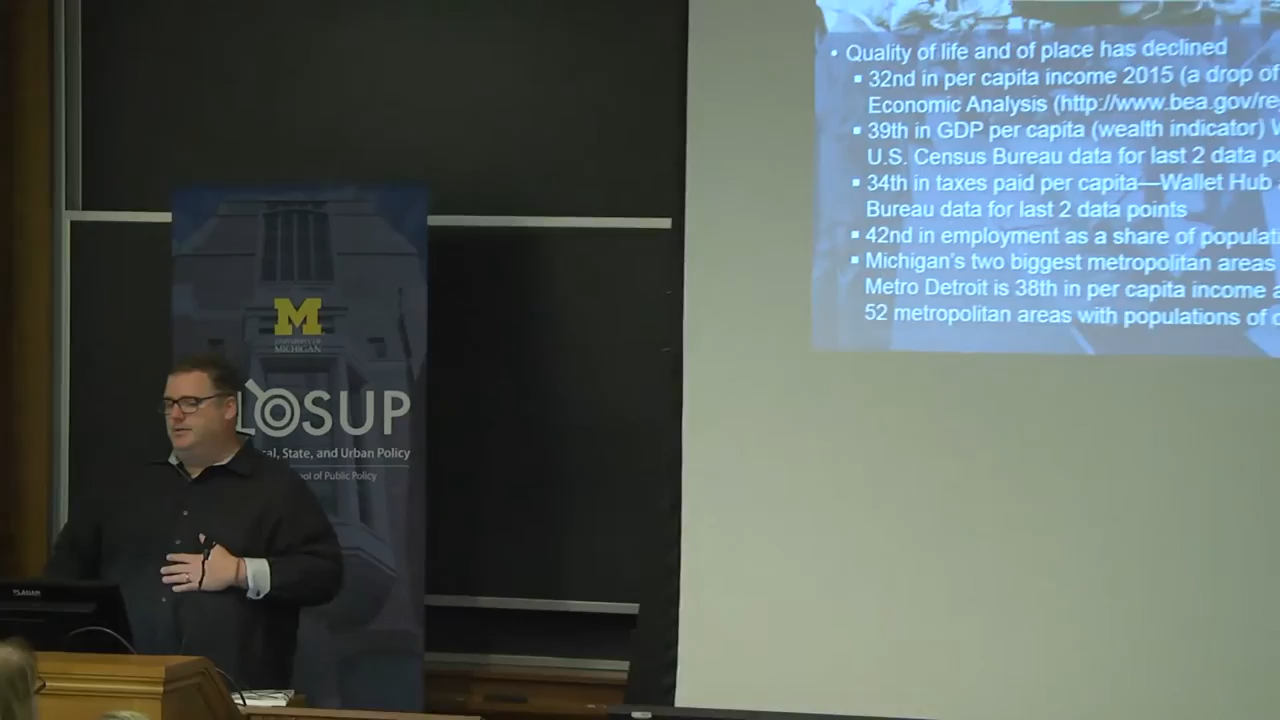 • Quality of life and of place has declined
▪ 32nd in per capita income 2015 (a drop of
Economic Analysis (http://www.bea.gov/re
▪ 39th in GDP per capita (wealth indicator) W
U.S. Census Bureau data for last 2 data po
▪ 34th in taxes paid per capita—Wallet Hub
Bureau data for last 2 data points
▪ 42nd in employment as a share of populati
▪ Michigan's two biggest metropolitan areas
Metro Detroit is 38th in per capita income a
52 metropolitan areas with populations of o
M
UNIVERSITY OF
MICHIGAN
LOSUP
al, State, and Urban Policy
ool of Public Policy
PLANAR